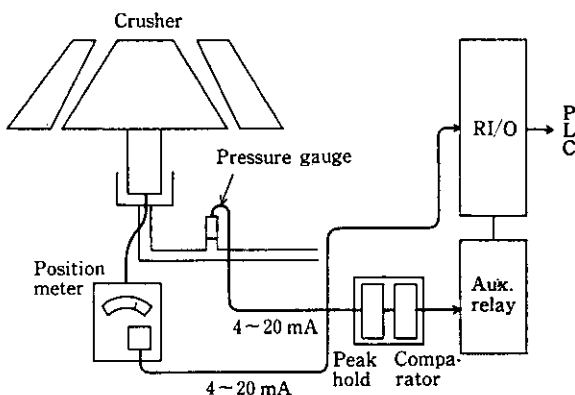 Crusher
Pressure gauge
RI/O
P
L
C
Position
meter
Aux.
relay
4~20 mA
Peak
hold
Compa-
rator
4~20 mA